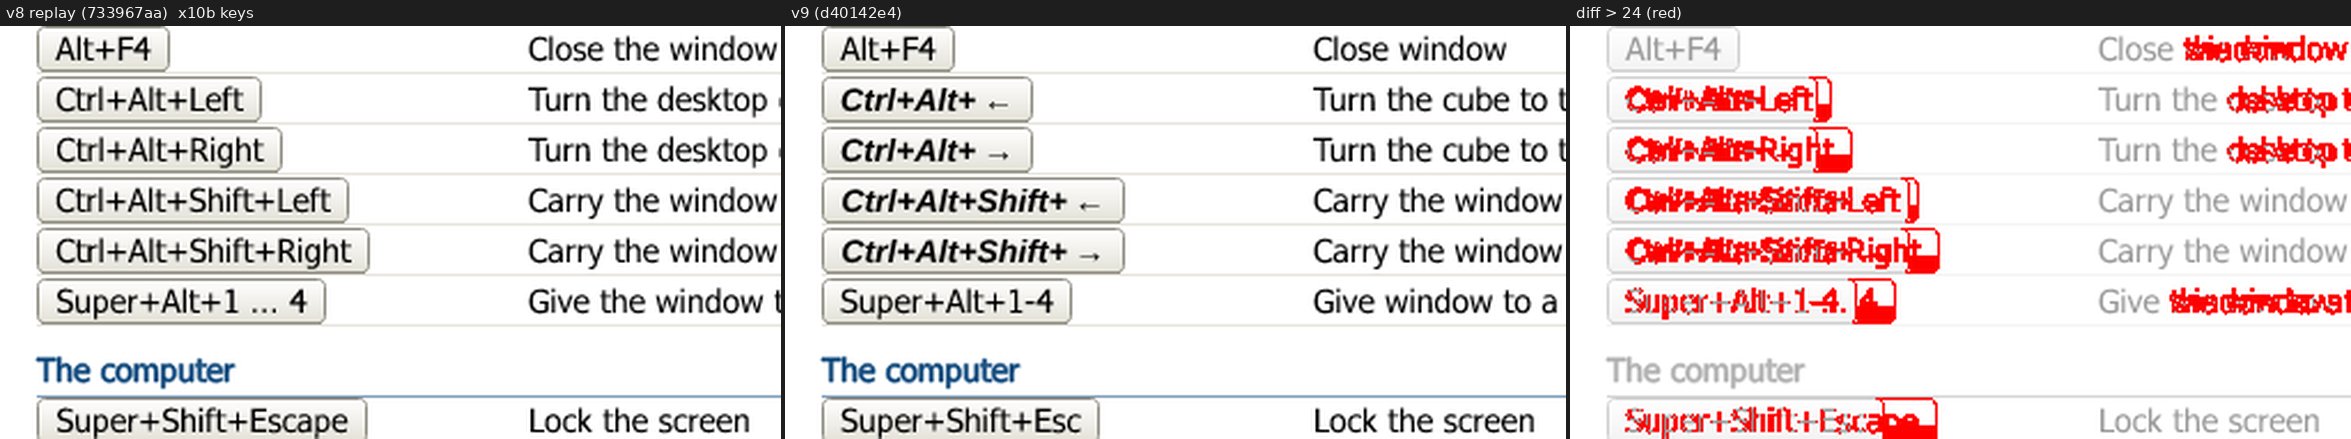 v8 replay (733967aa) x10b keys
Alt+F4 Close the window
Ctrl+Alt+Left Turn the desktop
Ctrl+Alt+Right Turn the desktop
Ctrl+Alt+Shift+Left Carry the window
Ctrl+Alt+Shift+Right Carry the window
Super+Alt+1 ... 4 Give the window t
The computer
Super+Shift+Escape Lock the screen
v9 (d40142e4)
Alt+F4 Close window
Ctrl+Alt+ ← Turn the cube to t
Ctrl+Alt+ → Turn the cube to t
Ctrl+Alt+Shift+ ← Carry the window
Ctrl+Alt+Shift+ → Carry the window
Super+Alt+1-4 Give window to a
The computer
Super+Shift+Esc Lock the screen
diff > 24 (red)
Alt+F4 Close
Turn the
Turn the
Carry the window
Carry the window
Give
The computer
Lock the screen